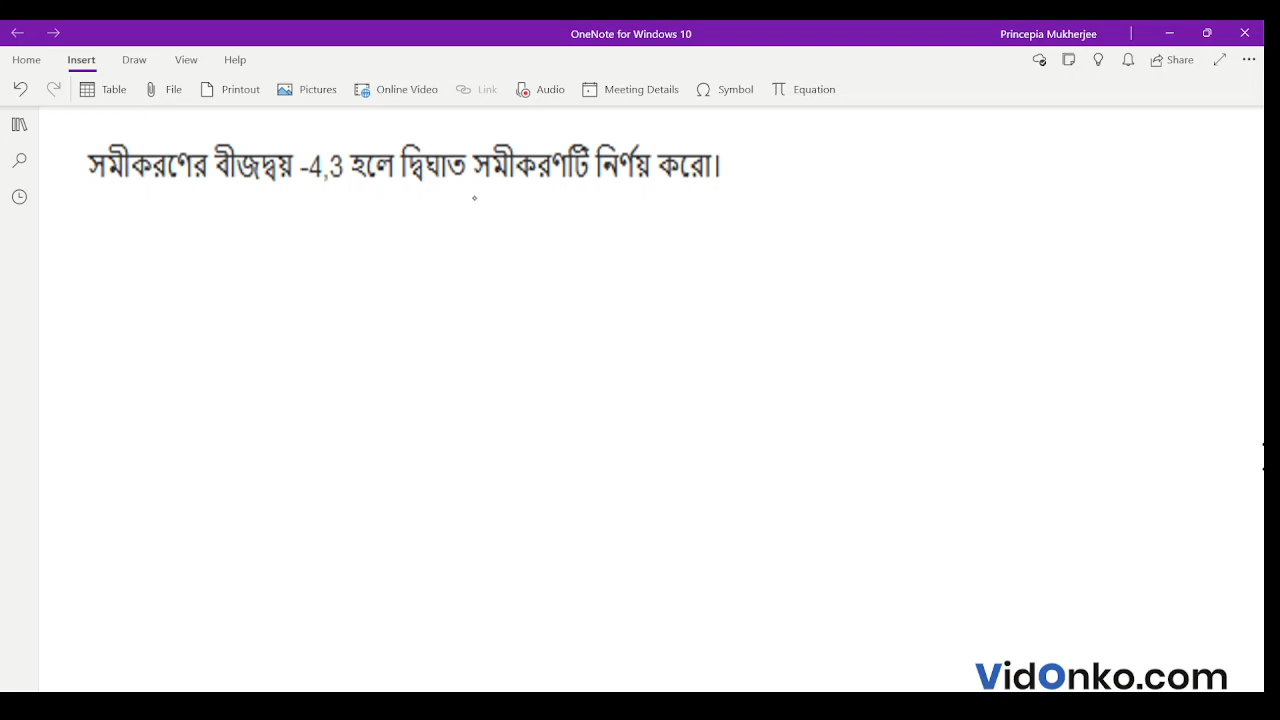 OneNote for Windows 10
Princepia Mukherjee
Home Insert Draw View Help
Share
Table File Printout Pictures Online Video Link Audio Meeting Details Symbol Equation
সমীকরণের বীজদ্বয় -4,3 হলে দ্বিঘাত সমীকরণটি নির্ণয় করো।
VidOnko.com